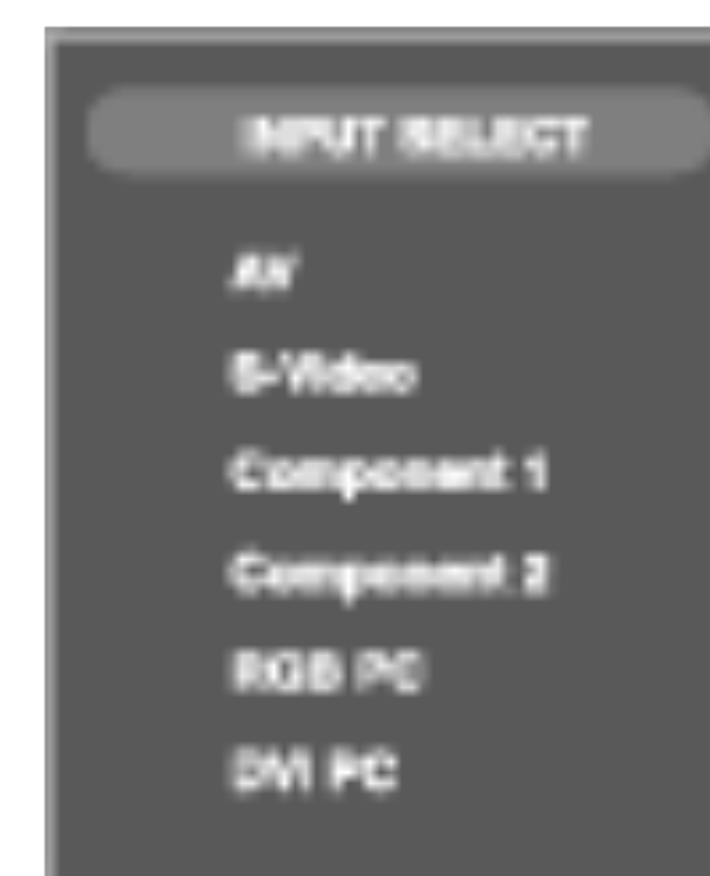 INPUT SELECT
AV
S-Video
Component 1
Component 2
RGB PC
DVI PC